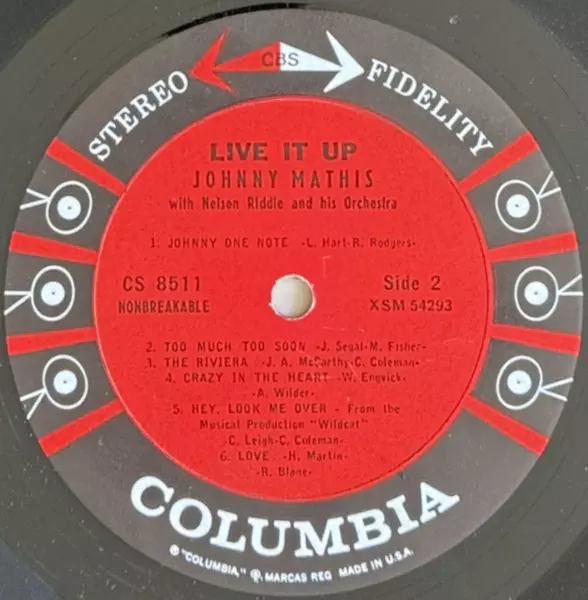 CBS
STEREO FIDELITY
LIVE IT UP
JOHNNY MATHIS
with Nelson Riddle and his Orchestra
1. JOHNNY ONE NOTE -L. Hart-R. Rodgers-
CS 8511
NONBREAKABLE
Side 2
XSM 54293
2. TOO MUCH TOO SOON -J. Segal-M. Fisher-
3. THE RIVIERA -J. A. McCarthy-C. Coleman-
4. CRAZY IN THE HEART -W. Engvick-
-A. Wilder-
5. HEY, LOOK ME OVER - From the
Musical Production "Wildcat"
-C. Leigh-C. Coleman-
6. LOVE -H. Martin-
-R. Blane-
COLUMBIA
® "COLUMBIA," ®, MARCAS REG. MADE IN U.S.A.